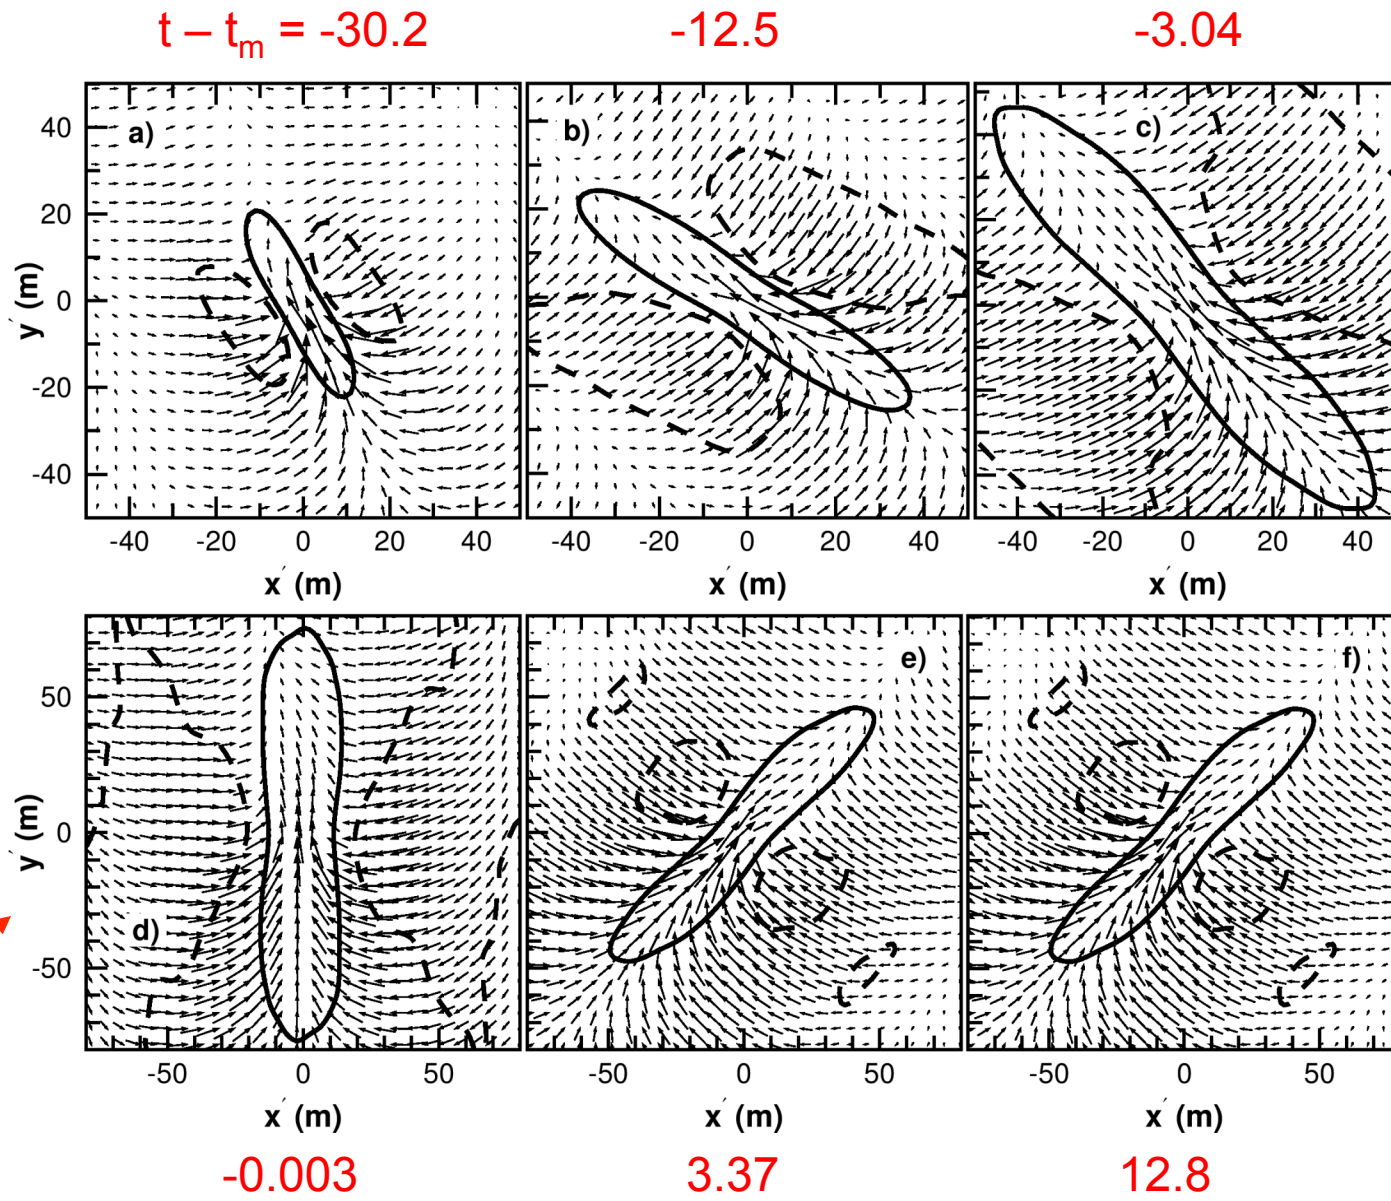 t – tm = -30.2 -12.5 -3.04
a) b) c)
40
20
0
-20
-40
y′ (m)
-40 -20 0 20 40 -40 -20 0 20 40 -40 -20 0 20 40
x′ (m) x′ (m) x′ (m)
d) e) f)
50
0
-50
y′ (m)
-50 0 50 -50 0 50 -50 0 50
x′ (m) x′ (m) x′ (m)
-0.003 3.37 12.8